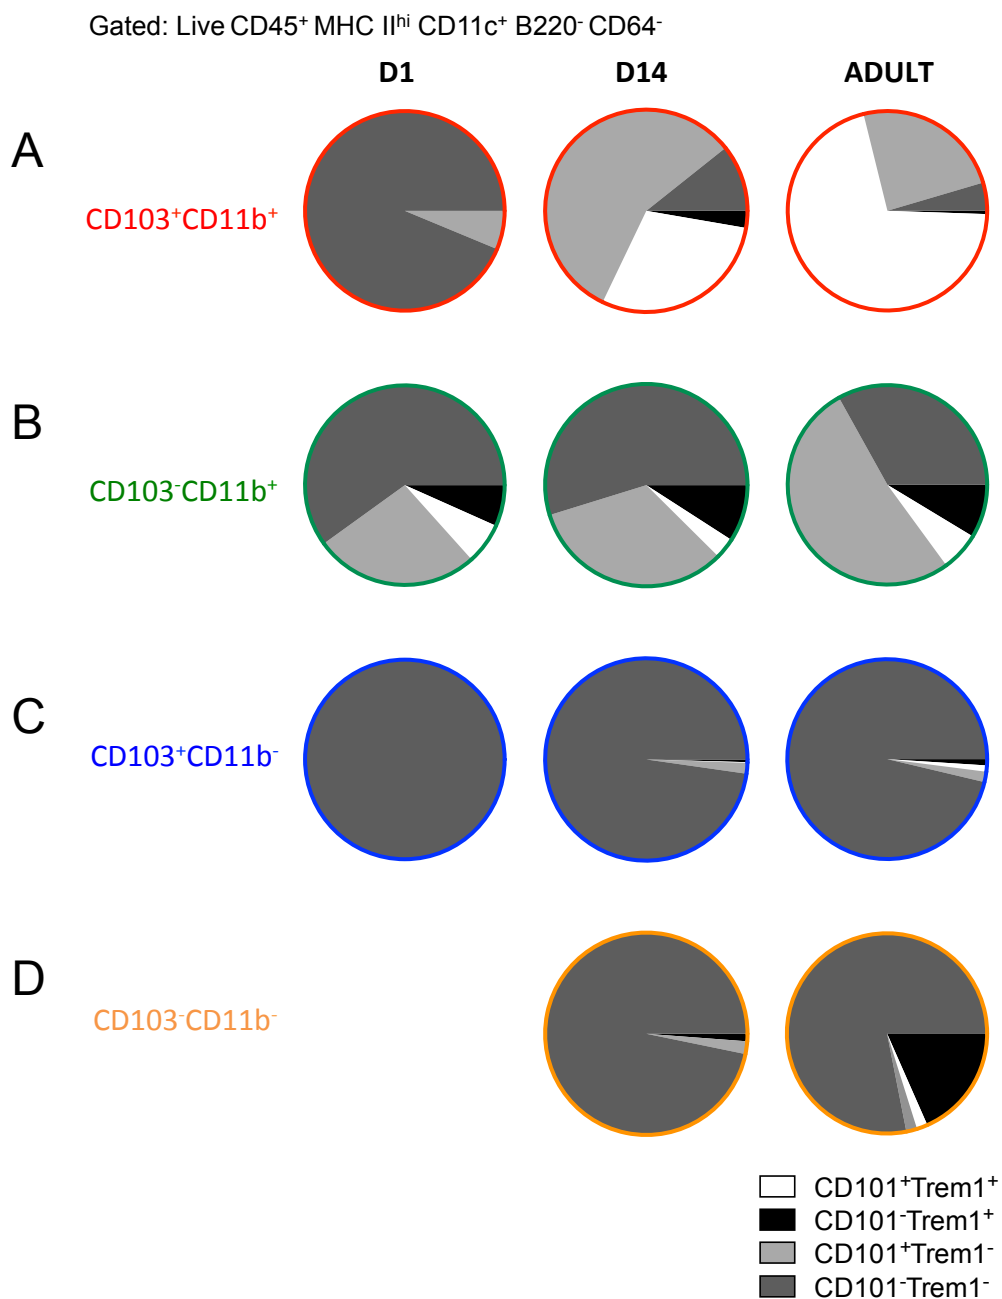 Gated: Live CD45⁺ MHC IIʰⁱ CD11c⁺ B220⁻ CD64⁻
D1 D14 ADULT
A
CD103⁺CD11b⁺
B
CD103⁻CD11b⁺
C
CD103⁺CD11b⁻
D
CD103⁻CD11b⁻
CD101⁺Trem1⁺
CD101⁻Trem1⁺
CD101⁺Trem1⁻
CD101⁻Trem1⁻